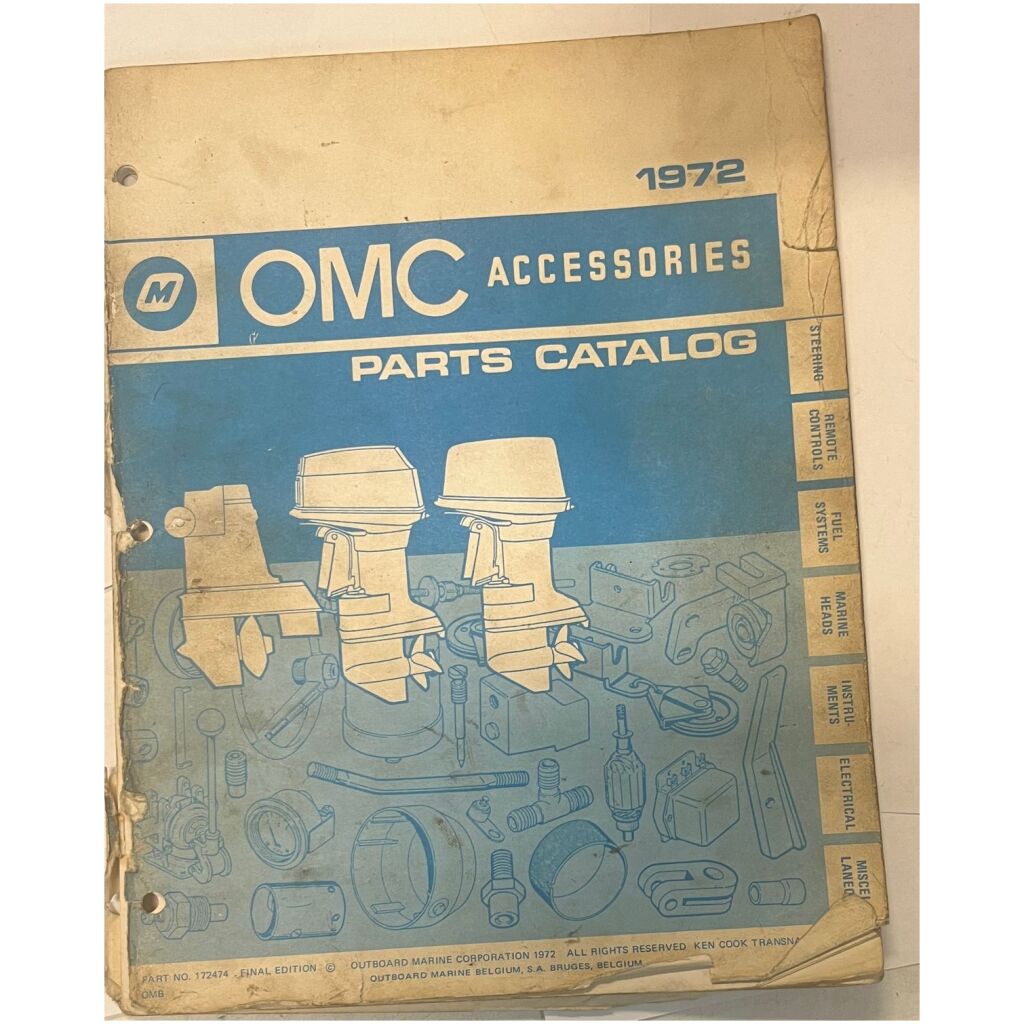 1972
M
OMC ACCESSORIES
PARTS CATALOG
STEERING
REMOTE
CONTROLS
FUEL
SYSTEMS
MARINE
HEADS
INSTRU-
MENTS
ELECTRICAL
PART NO. 172474 - FINAL EDITION © OUTBOARD MARINE CORPORATION 1972 ALL RIGHTS RESERVED KEN COOK
OUTBOARD MARINE BELGIUM, S.A. BRUGES, BELGIUM
OMB